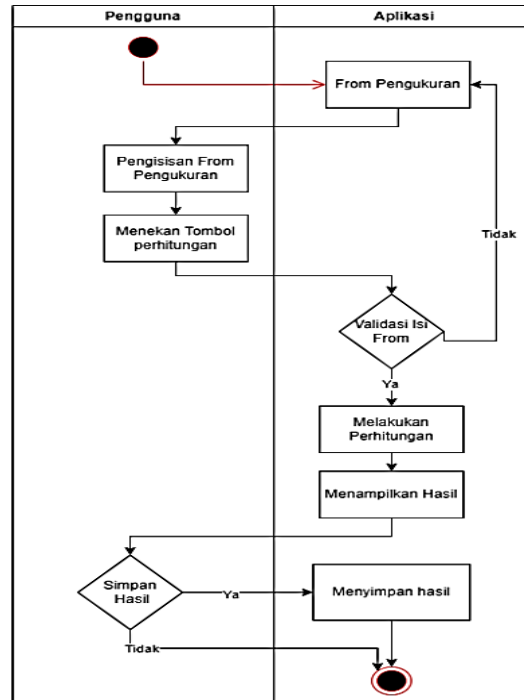 Pengguna
Aplikasi
From Pengukuran
Pengisisan From
Pengukuran
Menekan Tombol
perhitungan
Tidak
Validasi Isi
From
Ya
Melakukan
Perhitungan
Menampilkan Hasil
Simpan
Hasil
Ya
Menyimpan hasil
Tidak